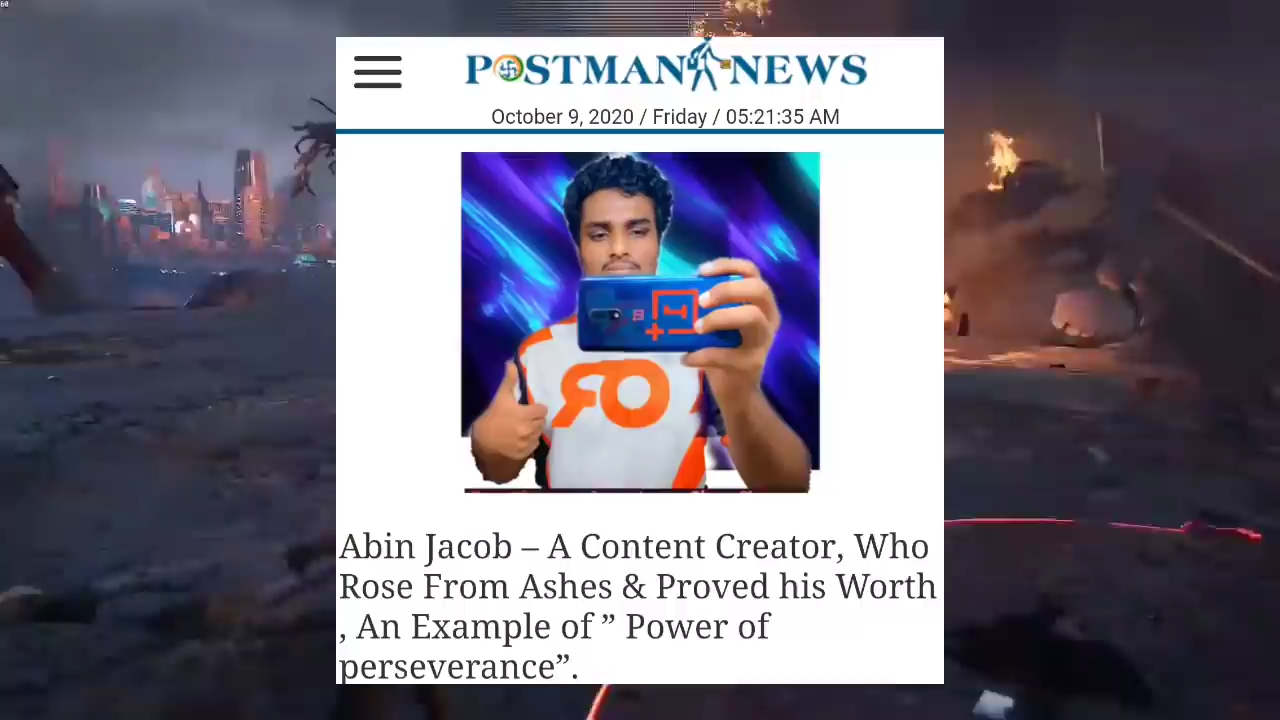 60
POSTMAN NEWS
October 9, 2020 / Friday / 05:21:35 AM
Abin Jacob – A Content Creator, Who
Rose From Ashes & Proved his Worth
, An Example of ” Power of
perseverance”.